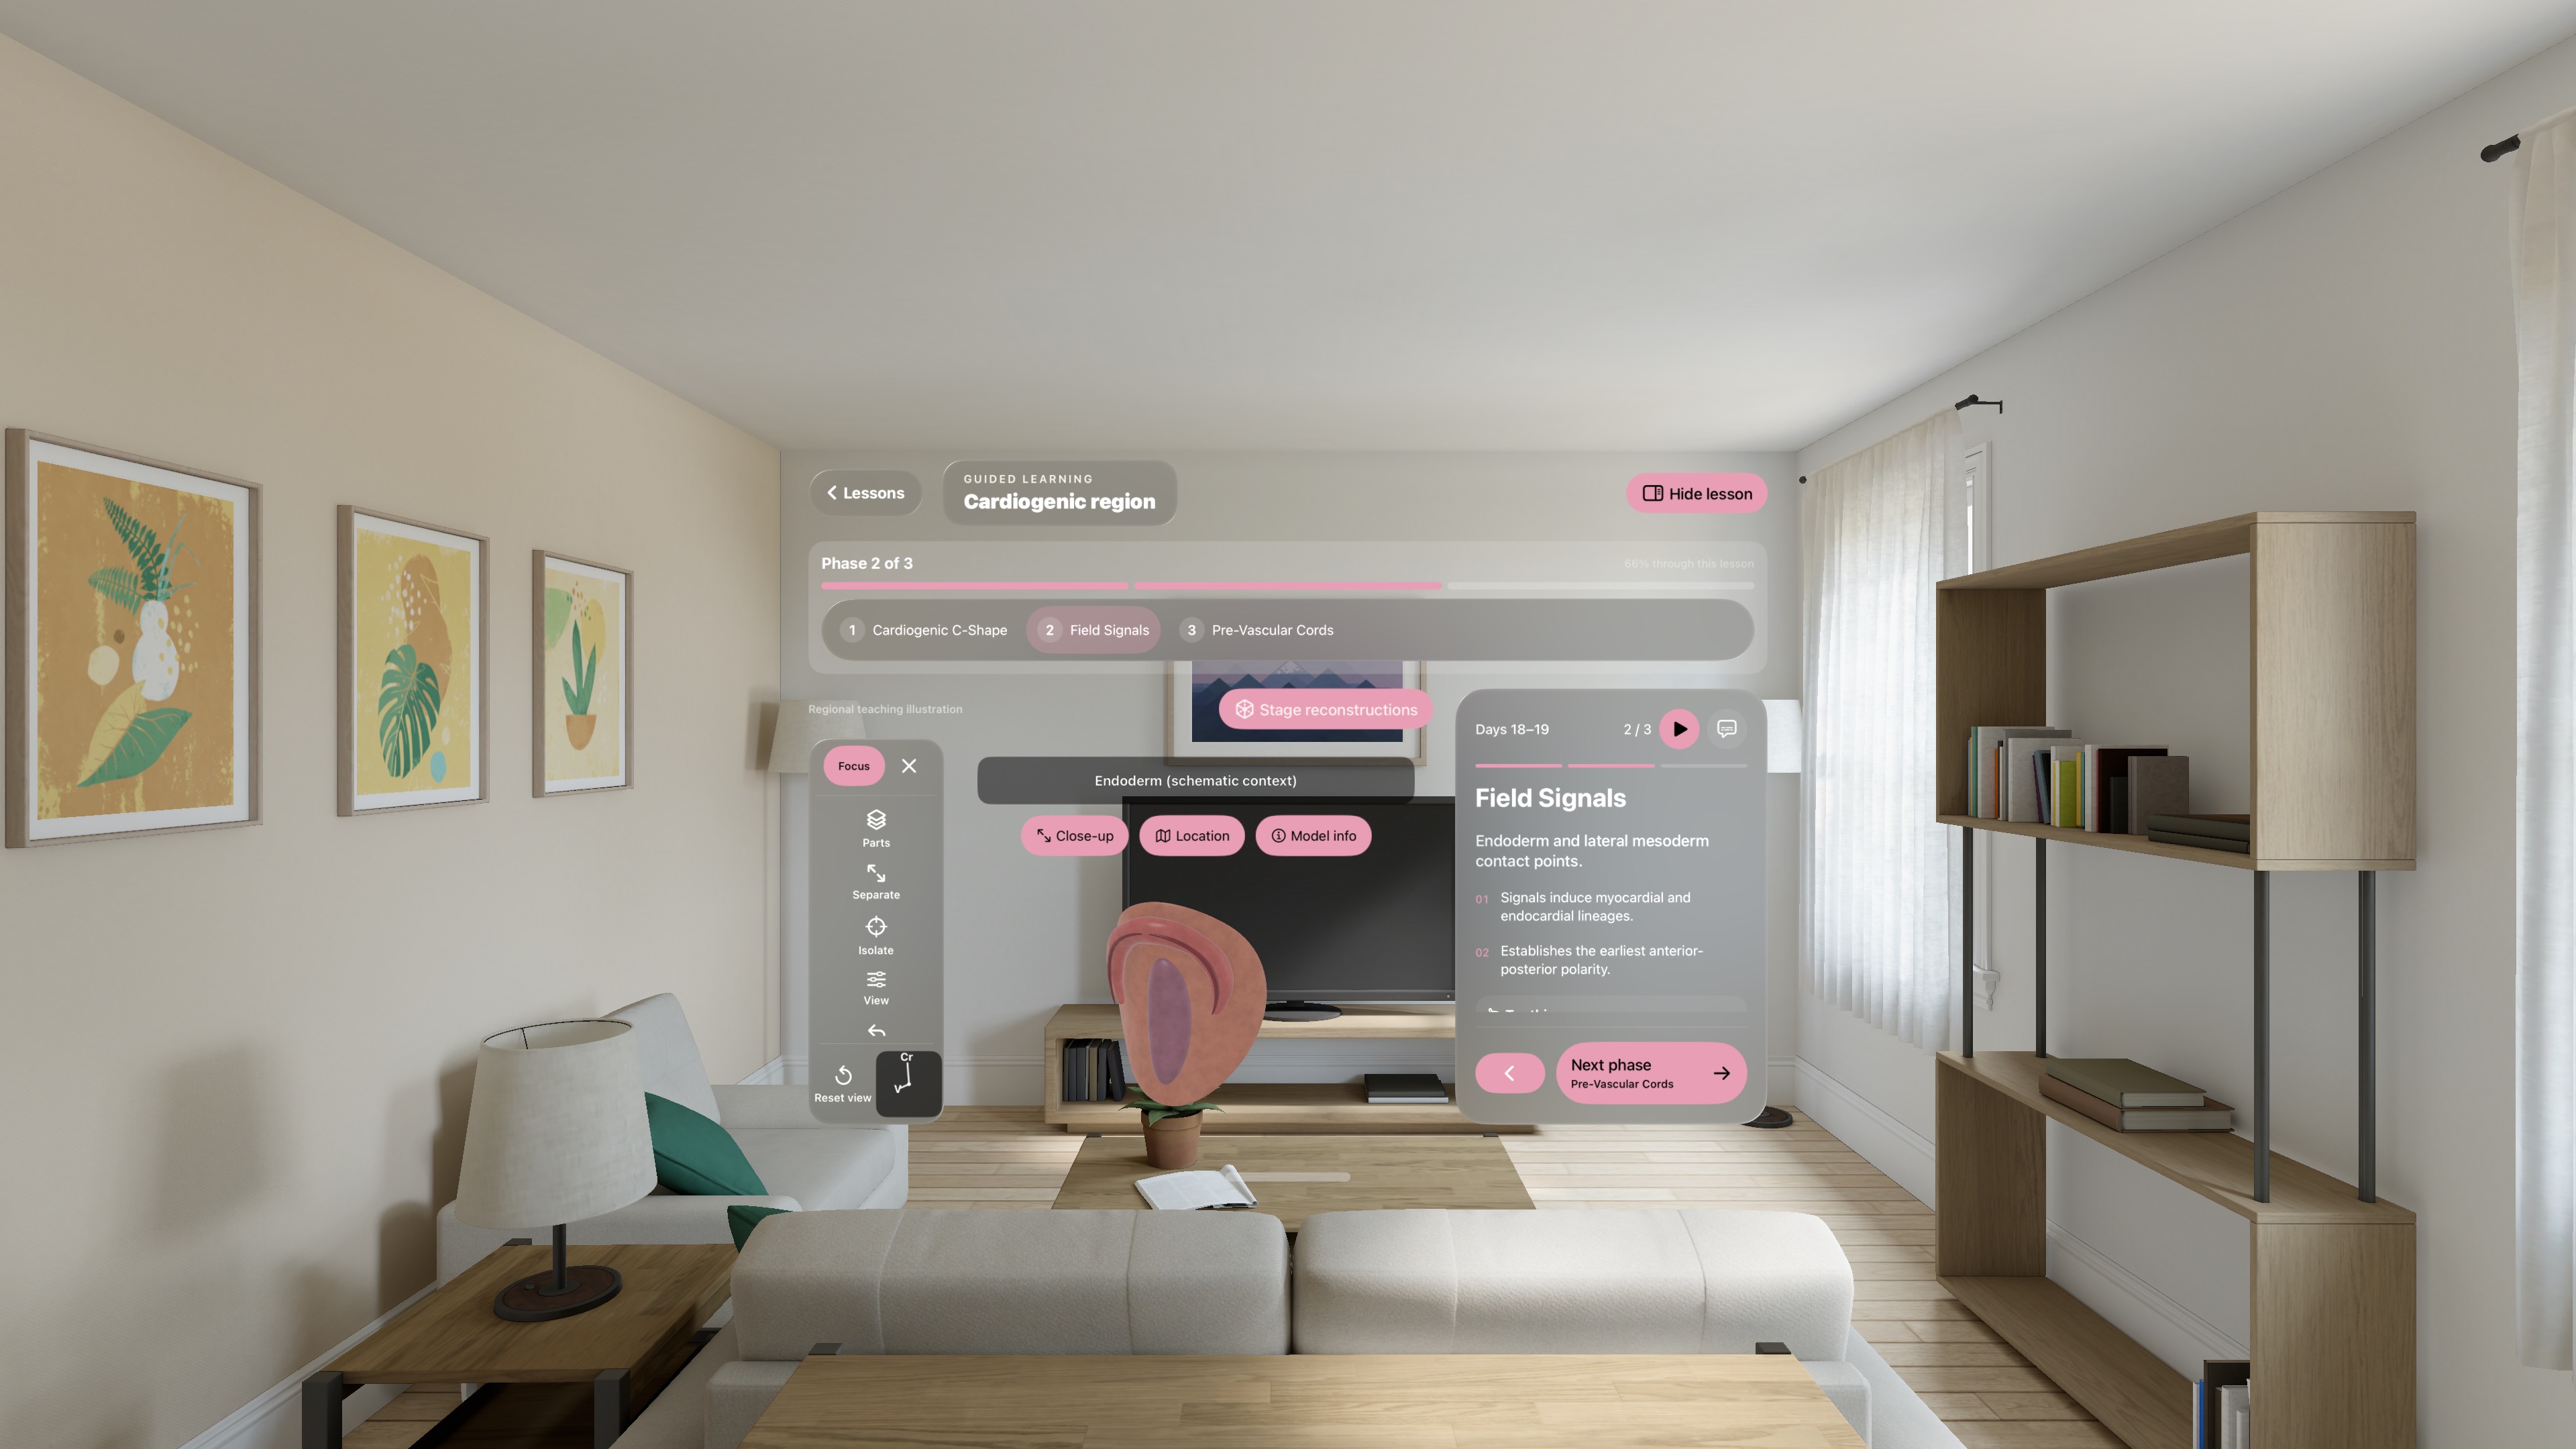 Lessons
GUIDED LEARNING
Cardiogenic region
Hide lesson
Phase 2 of 3
66% through this lesson
1 Cardiogenic C-Shape
2 Field Signals
3 Pre-Vascular Cords
Regional teaching illustration
Stage reconstructions
Focus
Parts
Separate
Isolate
View
Reset view
Cr
V
Endoderm (schematic context)
Close-up
Location
Model info
Days 18–19
2 / 3
Field Signals
Endoderm and lateral mesoderm
contact points.
01 Signals induce myocardial and
endocardial lineages.
02 Establishes the earliest anterior-
posterior polarity.
Next phase
Pre-Vascular Cords